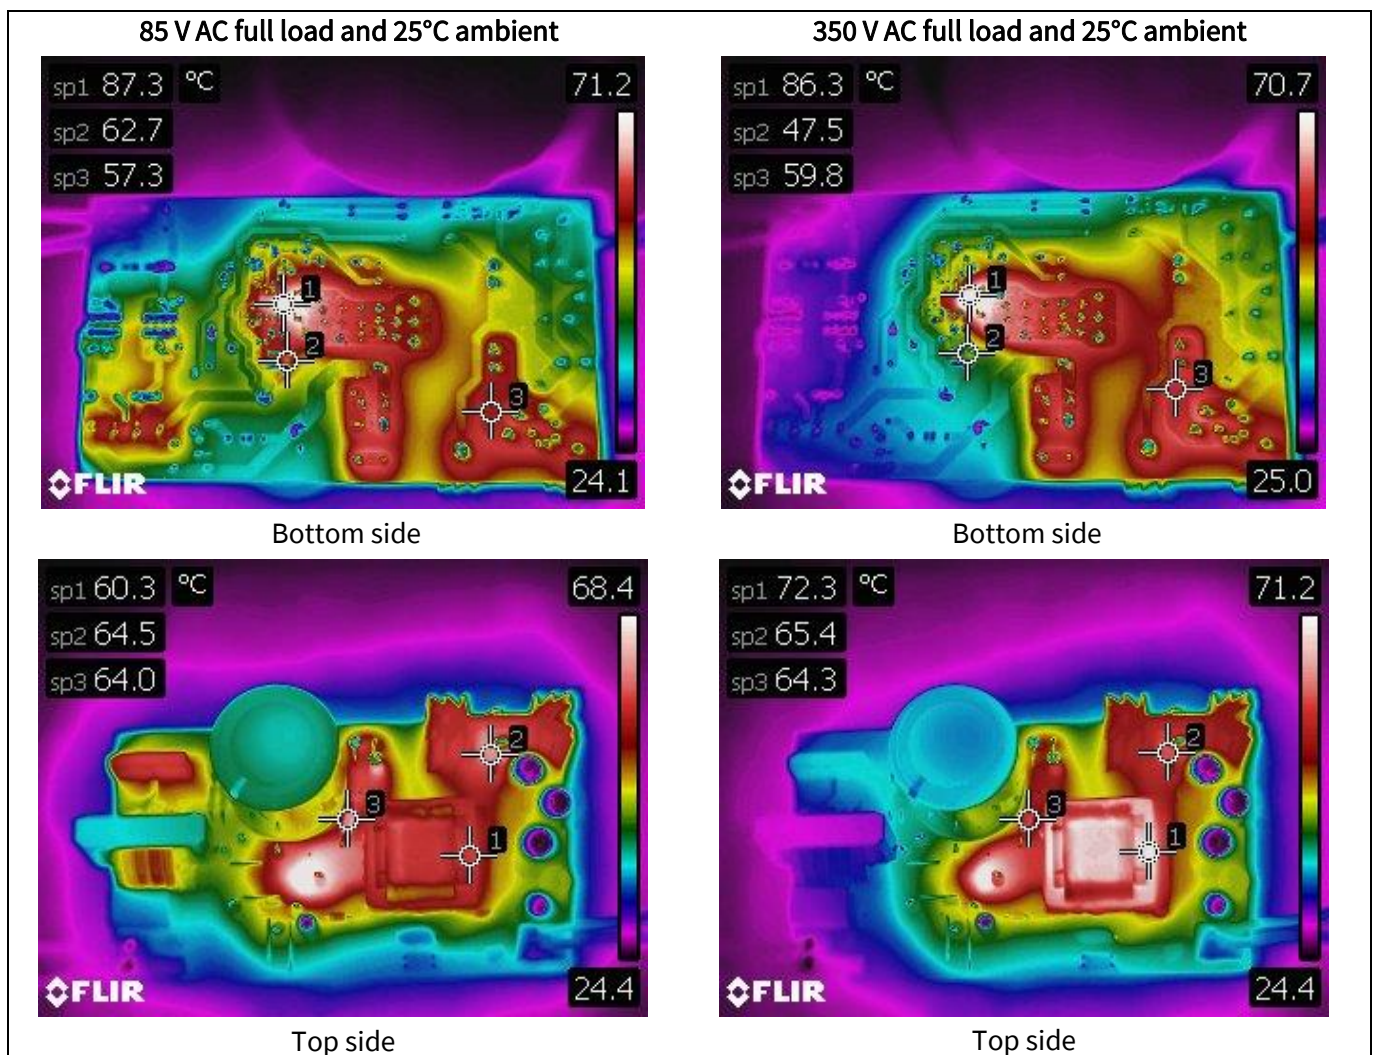 85 V AC full load and 25°C ambient
350 V AC full load and 25°C ambient
sp1 87.3 °C
71.2
sp2 62.7
sp3 57.3
1
2
3
FLIR
24.1
sp1 86.3 °C
70.7
sp2 47.5
sp3 59.8
1
2
3
FLIR
25.0
Bottom side
Bottom side
sp1 60.3 °C
68.4
sp2 64.5
sp3 64.0
2
3
1
FLIR
24.4
sp1 72.3 °C
71.2
sp2 65.4
sp3 64.3
2
3
1
FLIR
24.4
Top side
Top side